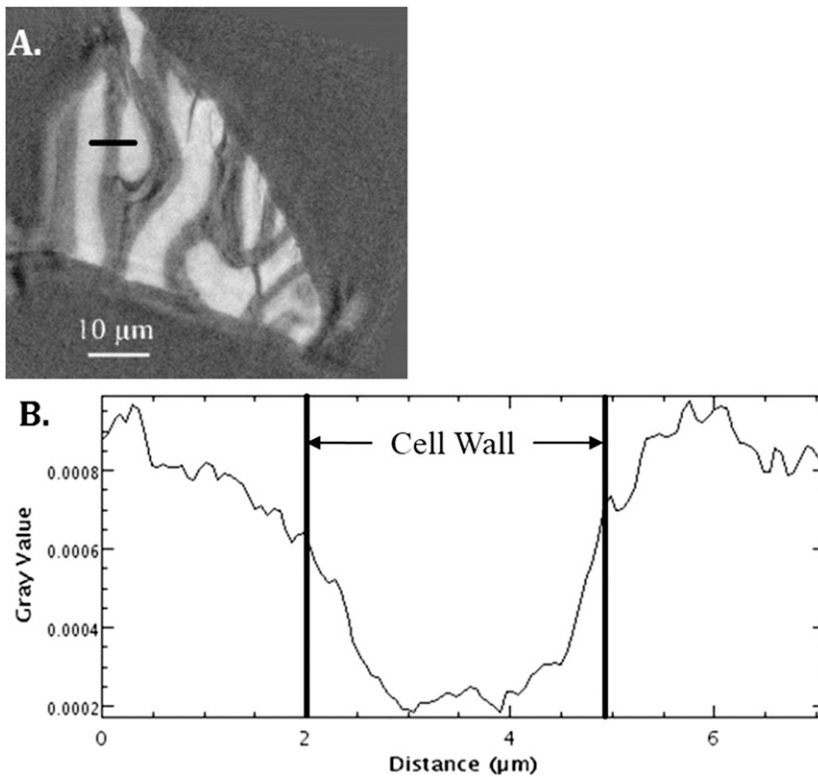 A.
10 μm
B.
Cell Wall
Gray Value
0.0008
0.0006
0.0004
0.0002
0 2 4 6
Distance (μm)